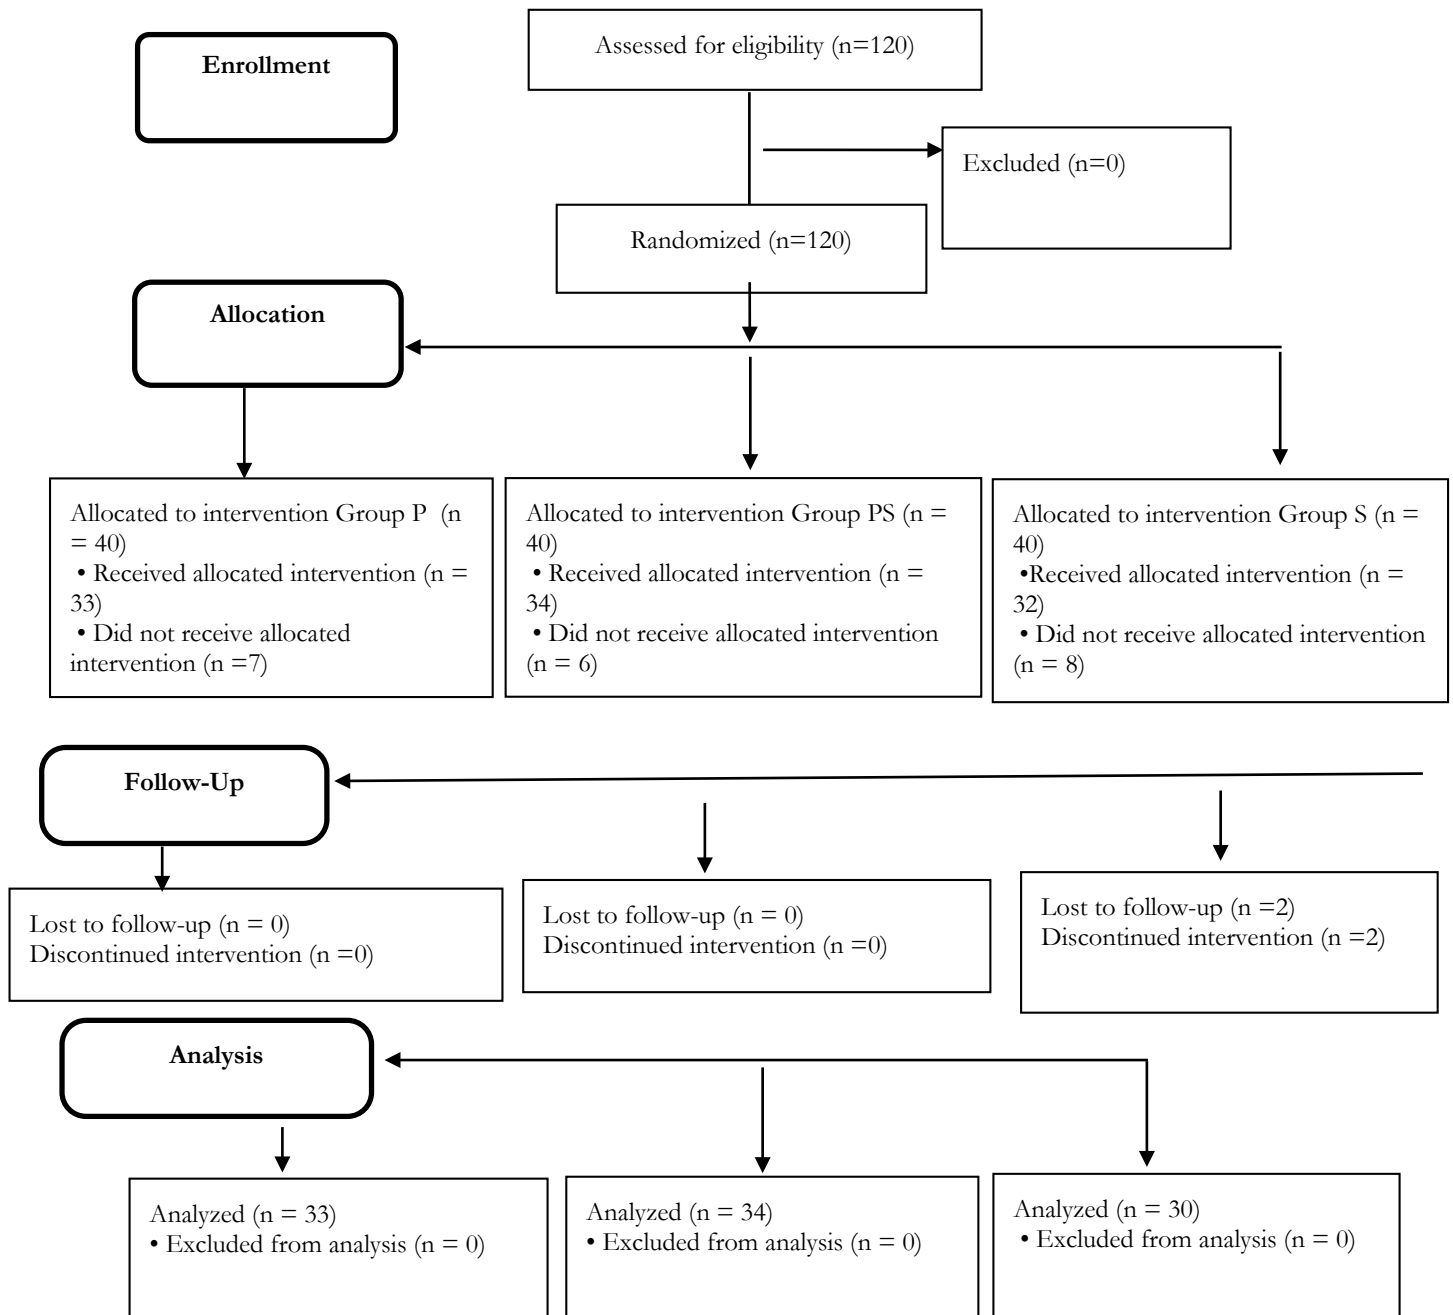 Enrollment
Assessed for eligibility (n=120)
Excluded (n=0)
Randomized (n=120)
Allocation
Allocated to intervention Group P  (n
= 40)
• Received allocated intervention (n =
33)
• Did not receive allocated
intervention (n =7)
Allocated to intervention Group PS (n =
40)
• Received allocated intervention (n =
34)
• Did not receive allocated intervention
(n = 6)
Allocated to intervention Group S (n =
40)
•Received allocated intervention (n =
32)
• Did not receive allocated intervention
(n = 8)
Follow-Up
Lost to follow-up (n = 0)
Discontinued intervention (n =0)
Lost to follow-up (n = 0)
Discontinued intervention (n =0)
Lost to follow-up (n =2)
Discontinued intervention (n =2)
Analysis
Analyzed (n = 33)
• Excluded from analysis (n = 0)
Analyzed (n = 34)
• Excluded from analysis (n = 0)
Analyzed (n = 30)
• Excluded from analysis (n = 0)